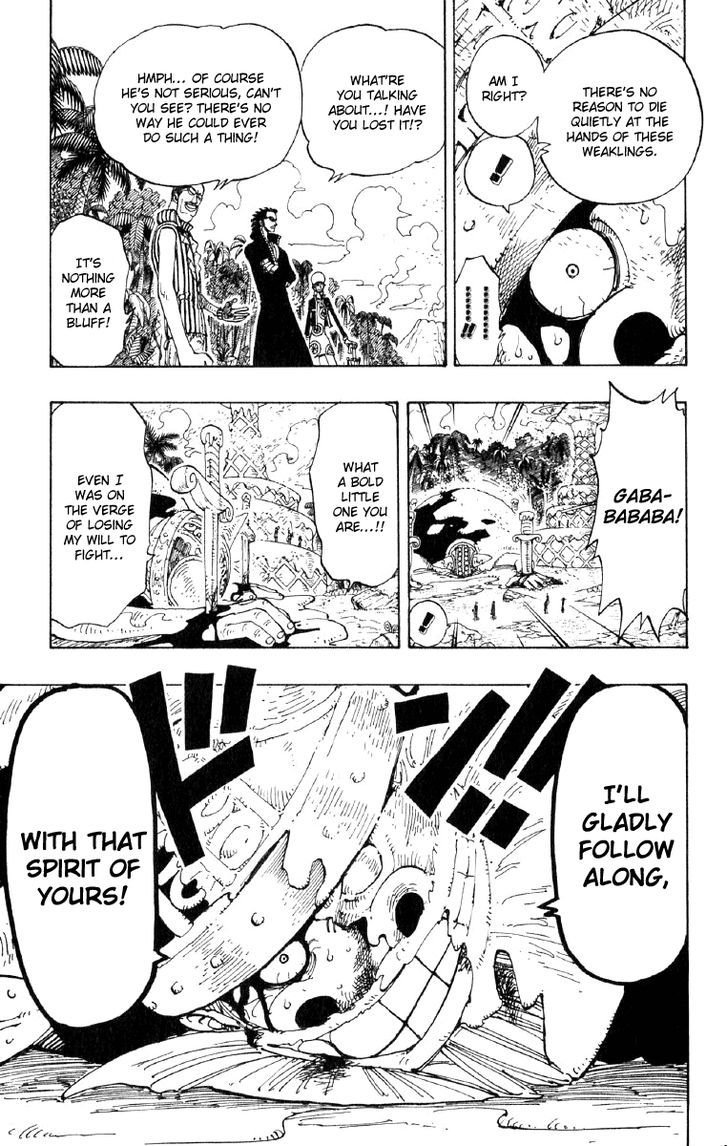 THERE'S NO
REASON TO DIE
QUIETLY AT
THE HANDS OF THESE
WEAKLINGS.
AM I
RIGHT?
!
!!
WHAT'RE
YOU TALKING
ABOUT...! HAVE
YOU LOST IT!?
HMPH... OF COURSE
HE'S NOT SERIOUS, CAN'T
YOU SEE? THERE'S NO
WAY HE COULD EVER
DO SUCH A THING!
IT'S
NOTHING
MORE
THAN A
BLUFF!
GABA-
BABABA!
!
WHAT
A BOLD
LITTLE
ONE YOU
ARE...!!
EVEN I
WAS ON
THE VERGE
OF LOSING
MY WILL TO
FIGHT...
I'LL
GLADLY
FOLLOW
ALONG,
ドン!!
WITH THAT
SPIRIT OF
YOURS!